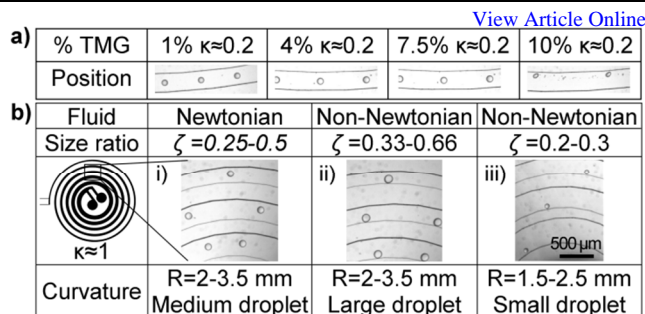 View Article Online
a) % TMG 1% κ≈0.2 4% κ≈0.2 7.5% κ≈0.2 10% κ≈0.2
Position
b) Fluid Newtonian Non-Newtonian Non-Newtonian
Size ratio ζ=0.25-0.5 ζ=0.33-0.66 ζ=0.2-0.3
i) ii) iii)
κ≈1 500 µm
Curvature R=2-3.5 mm R=2-3.5 mm R=1.5-2.5 mm
Medium droplet Large droplet Small droplet